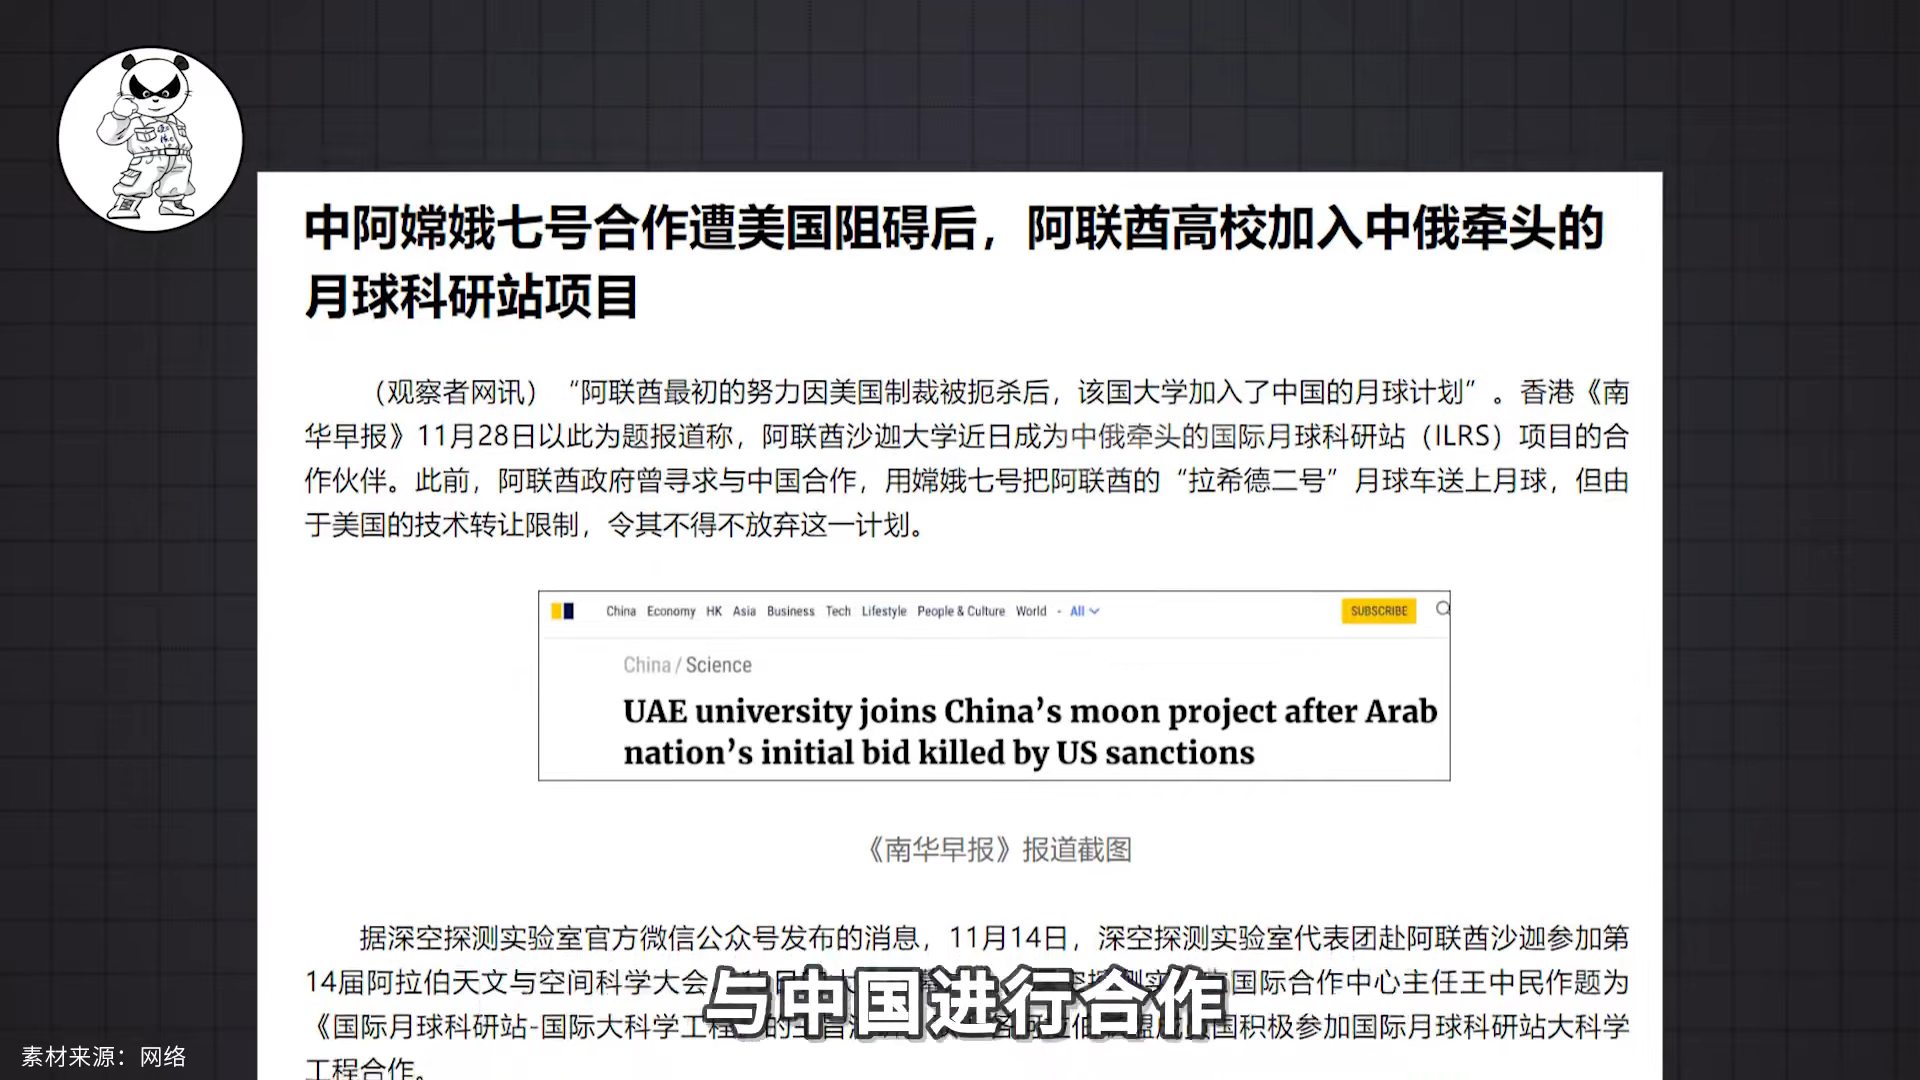 中阿嫦娥七号合作遭美国阻碍后，阿联酋高校加入中俄牵头的
月球科研站项目
（观察者网讯）“阿联酋最初的努力因美国制裁被扼杀后，该国大学加入了中国的月球计划”。香港《南
华早报》11月28日以此为题报道称，阿联酋沙迦大学近日成为中俄牵头的国际月球科研站（ILRS）项目的合
作伙伴。此前，阿联酋政府曾寻求与中国合作，用嫦娥七号把阿联酋的“拉希德二号”月球车送上月球，但由
于美国的技术转让限制，令其不得不放弃这一计划。
China Economy HK Asia Business Tech Lifestyle People & Culture World - All SUBSCRIBE
China / Science
UAE university joins China’s moon project after Arab
nation’s initial bid killed by US sanctions
《南华早报》报道截图
据深空探测实验室官方微信公众号发布的消息，11月14日，深空探测实验室代表团赴阿联酋沙迦参加第
14届阿拉伯天文与空间科学大会 国际合作中心主任王中民作题为
与中国进行合作
《国际月球科研站-国际大科学工程 国积极参加国际月球科研站大科学
工程合作。
素材来源：网络